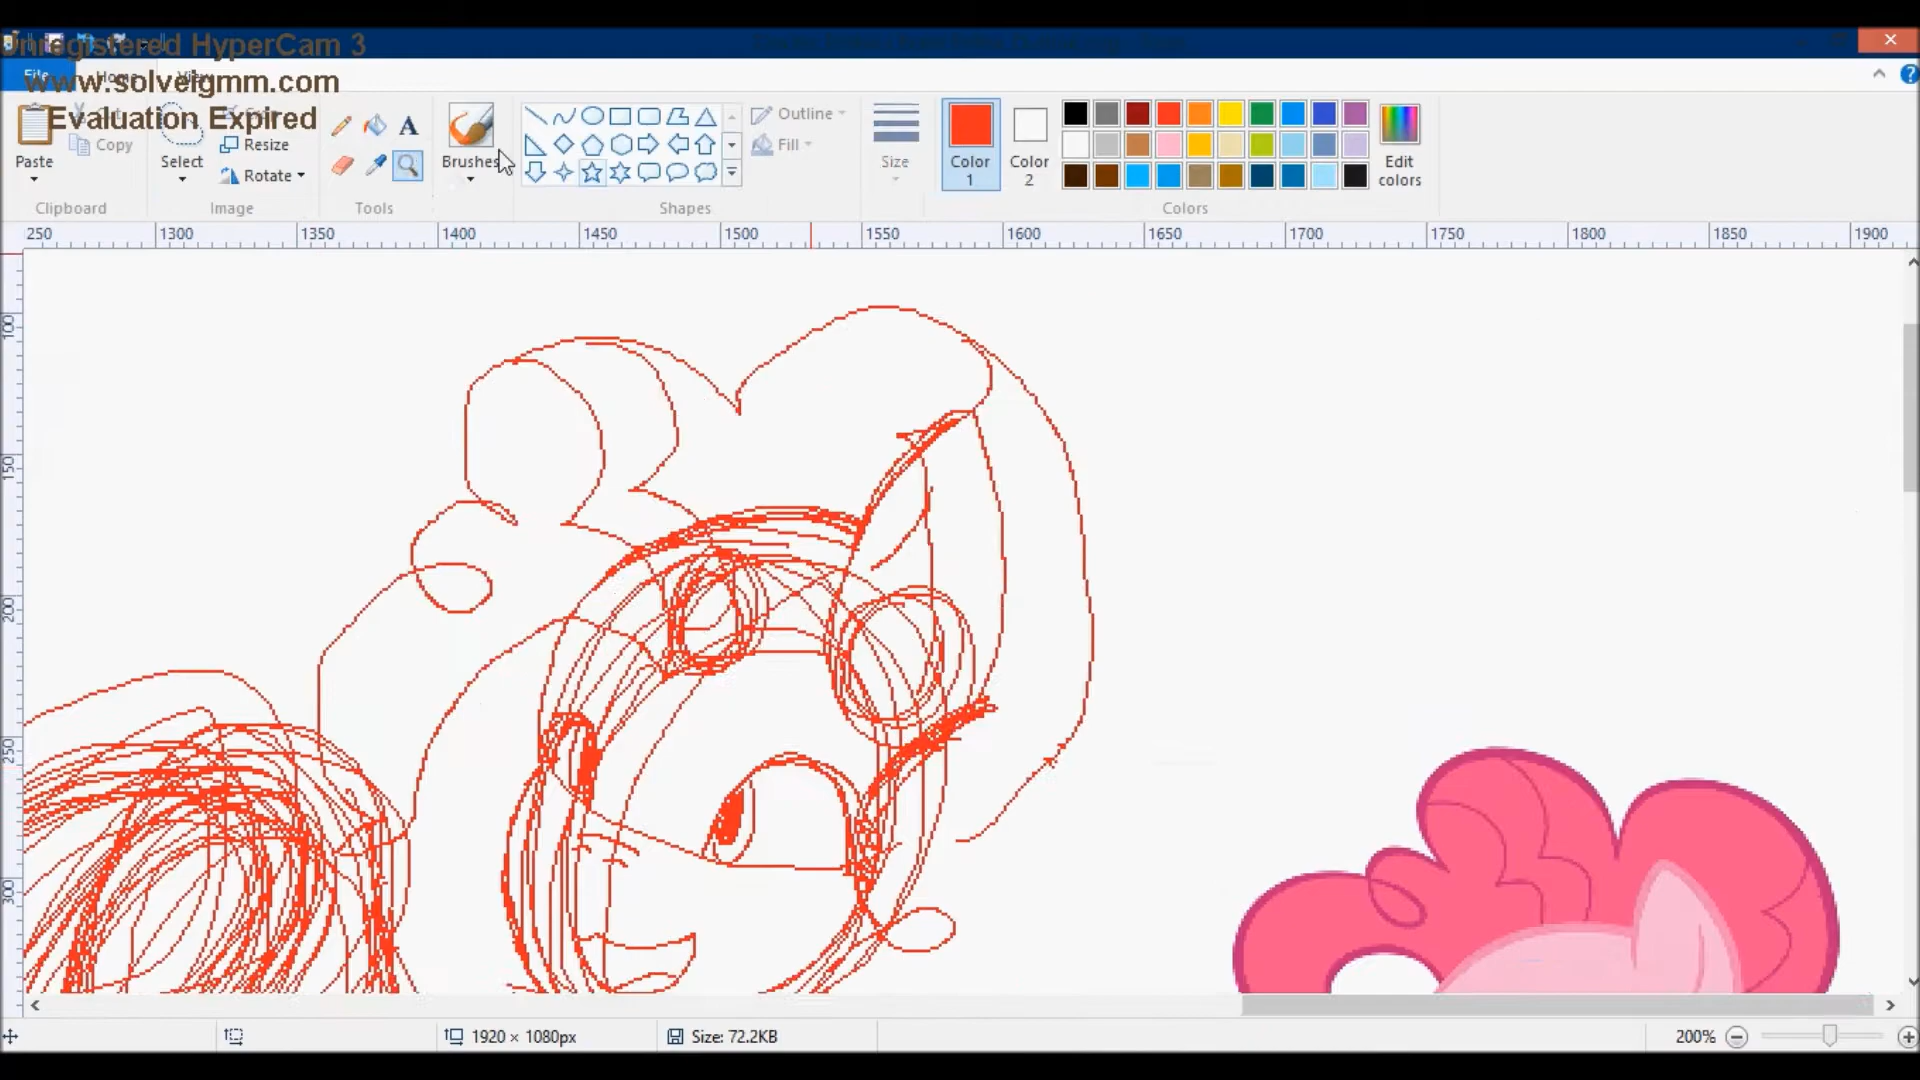 Unregistered HyperCam 3
www.solveigmm.com
Evaluation Expired
File
Home
View
Paste
Copy
Select
Resize
Rotate
Brushes
Outline
Fill
Size
Color
1
Color
2
Edit
colors
Clipboard
Image
Tools
Shapes
Colors
250 1300 1350 1400 1450 1500 1550 1600 1650 1700 1750 1800 1850 1900
100
150
200
250
300
1920 × 1080px
Size: 72.2KB
200%